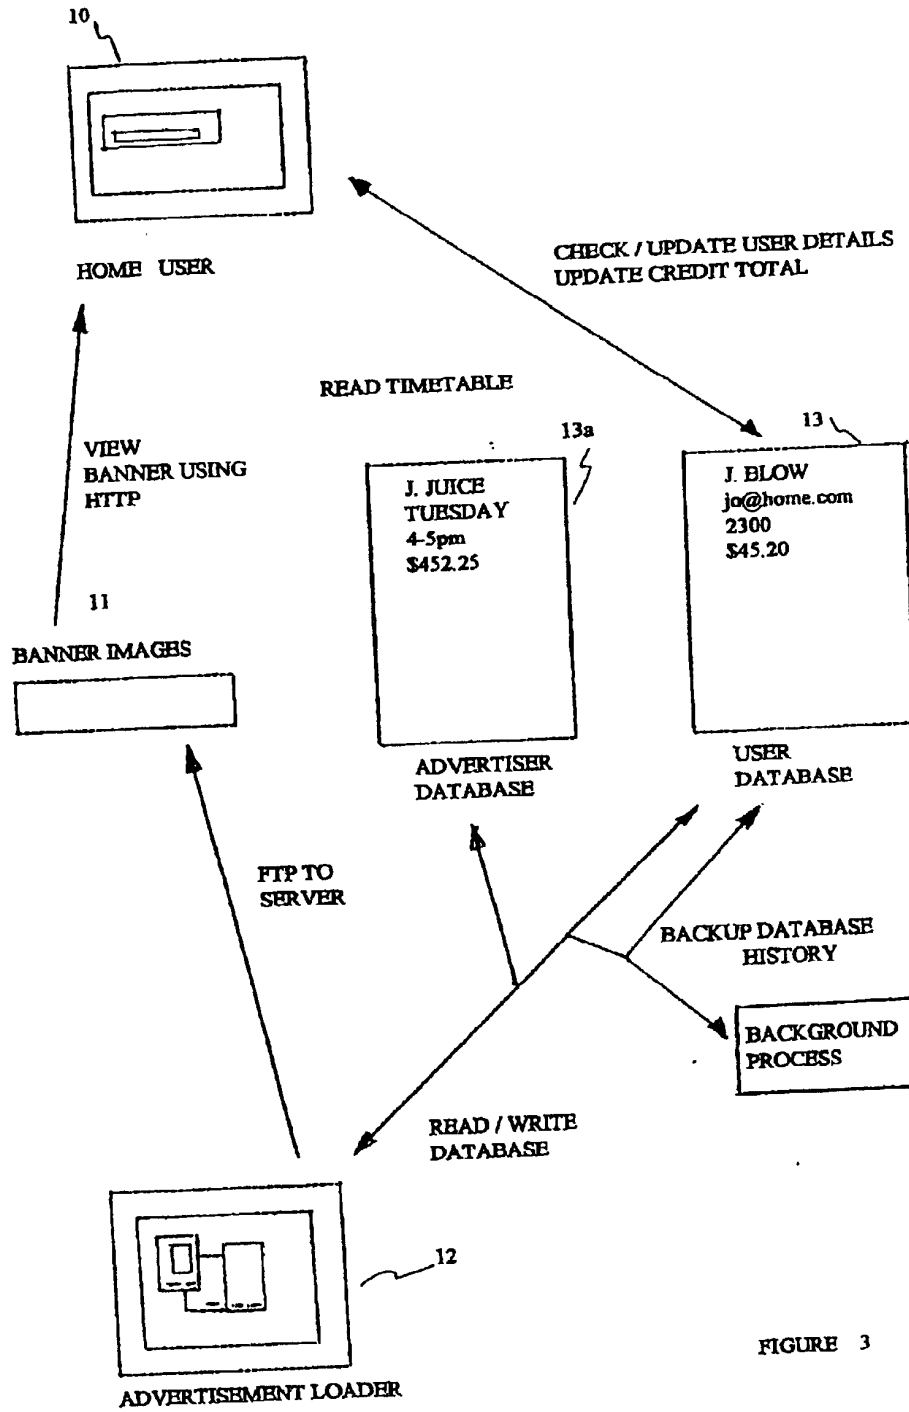 10
HOME USER
CHECK / UPDATE USER DETAILS
UPDATE CREDIT TOTAL
READ TIMETABLE
VIEW
BANNER USING
HTTP
13a
13
J. JUICE
TUESDAY
4-5pm
$452.25
J. BLOW
jo@home.com
2300
$45.20
11
BANNER IMAGES
ADVERTISER
DATABASE
USER
DATABASE
FTP TO
SERVER
BACKUP DATABASE
HISTORY
BACKGROUND
PROCESS
READ / WRITE
DATABASE
12
FIGURE 3
ADVERTISEMENT LOADER